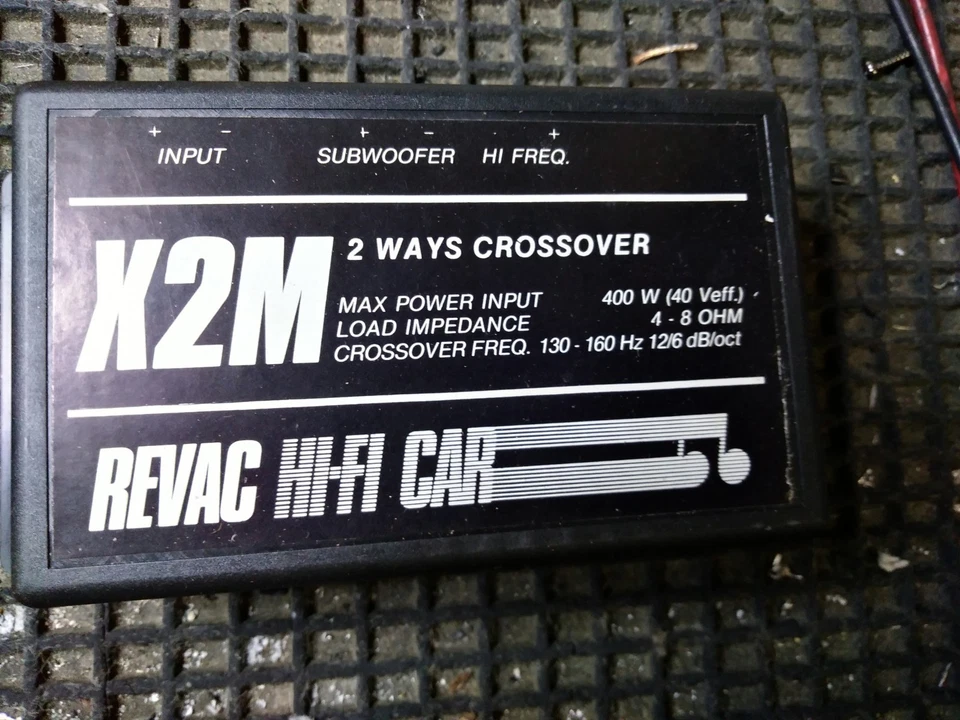 + − + − - +
INPUT SUBWOOFER HI FREQ.
X2M
2 WAYS CROSSOVER
MAX POWER INPUT 400 W (40 Veff.)
LOAD IMPEDANCE 4 - 8 OHM
CROSSOVER FREQ. 130 - 160 Hz 12/6 dB/oct
REVAC HI-FI CAR